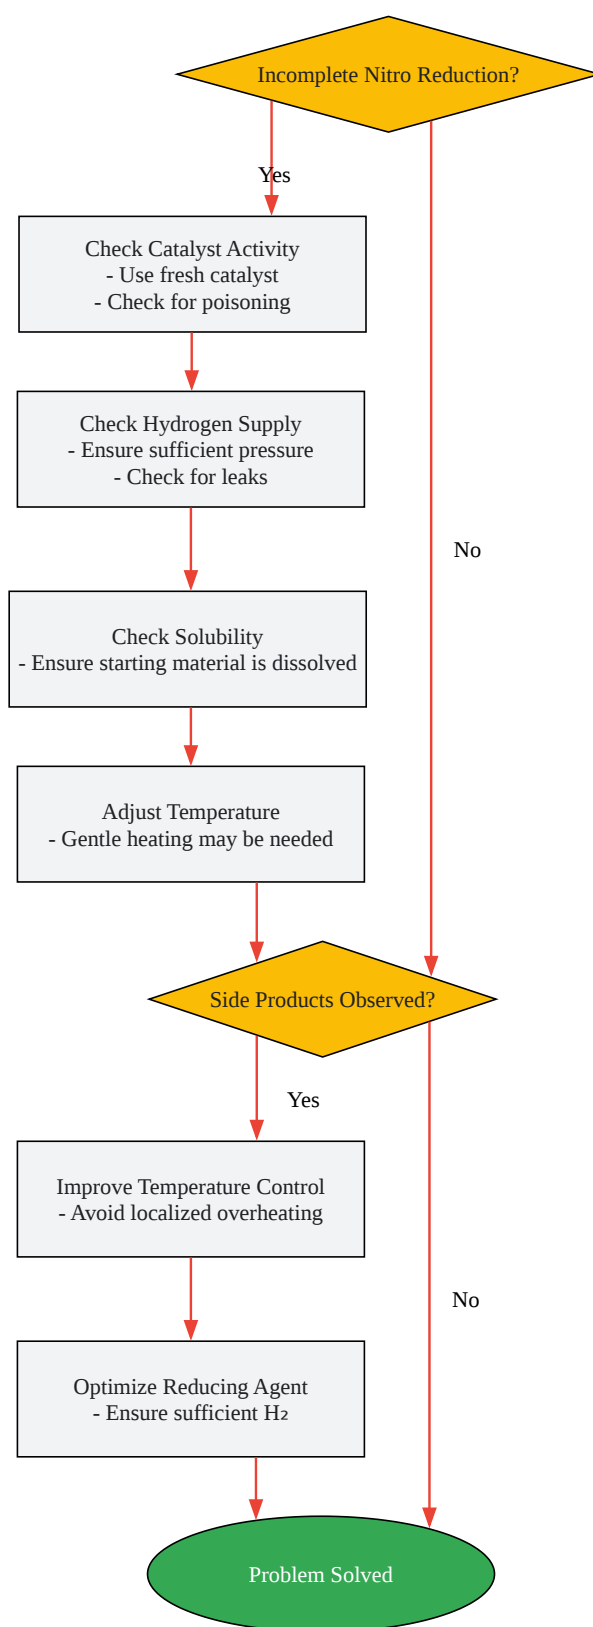 Incomplete Nitro Reduction?
Yes
Check Catalyst Activity
- Use fresh catalyst
- Check for poisoning
Check Hydrogen Supply
- Ensure sufficient pressure
- Check for leaks
No
Check Solubility
- Ensure starting material is dissolved
Adjust Temperature
- Gentle heating may be needed
Side Products Observed?
Yes
Improve Temperature Control
- Avoid localized overheating
No
Optimize Reducing Agent
- Ensure sufficient H₂
Problem Solved